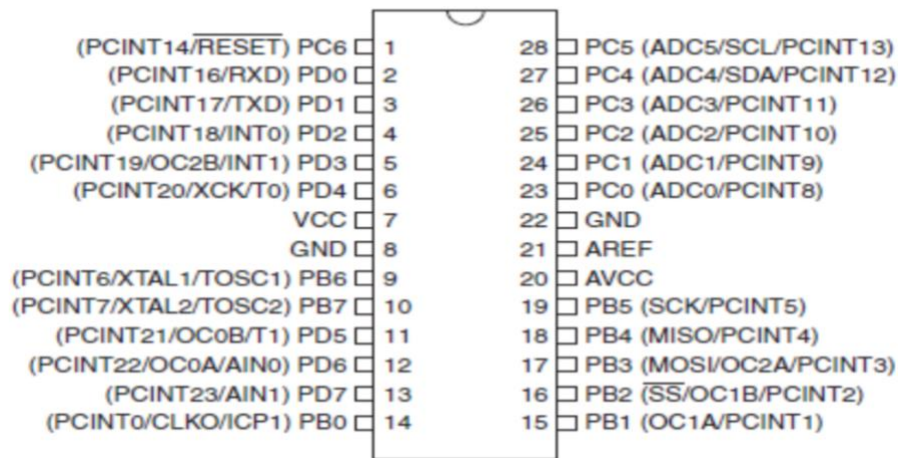 (PCINT14/RESET) PC6 1 28 PC5 (ADC5/SCL/PCINT13)
(PCINT16/RXD) PD0 2 27 PC4 (ADC4/SDA/PCINT12)
(PCINT17/TXD) PD1 3 26 PC3 (ADC3/PCINT11)
(PCINT18/INT0) PD2 4 25 PC2 (ADC2/PCINT10)
(PCINT19/OC2B/INT1) PD3 5 24 PC1 (ADC1/PCINT9)
(PCINT20/XCK/T0) PD4 6 23 PC0 (ADC0/PCINT8)
VCC 7 22 GND
GND 8 21 AREF
(PCINT6/XTAL1/TOSC1) PB6 9 20 AVCC
(PCINT7/XTAL2/TOSC2) PB7 10 19 PB5 (SCK/PCINT5)
(PCINT21/OC0B/T1) PD5 11 18 PB4 (MISO/PCINT4)
(PCINT22/OC0A/AIN0) PD6 12 17 PB3 (MOSI/OC2A/PCINT3)
(PCINT23/AIN1) PD7 13 16 PB2 (SS/OC1B/PCINT2)
(PCINT0/CLKO/ICP1) PB0 14 15 PB1 (OC1A/PCINT1)